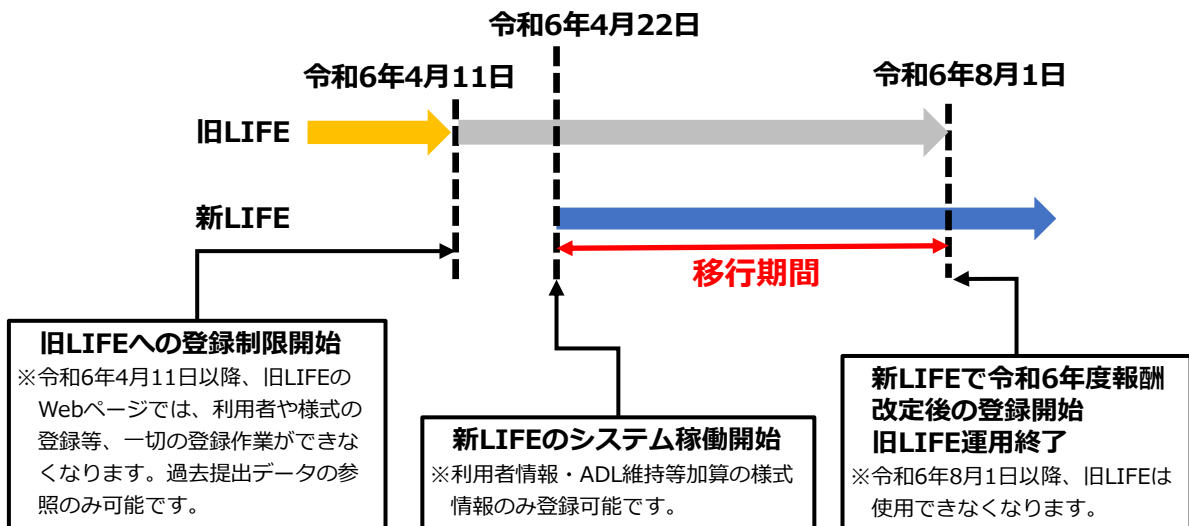 令和6年4月22日
令和6年4月11日
令和6年8月1日
旧LIFE
新LIFE
移行期間
旧LIFEへの登録制限開始
※令和6年4月11日以降、旧LIFEの
Webページでは、利用者や様式の
登録等、一切の登録作業ができな
くなります。過去提出データの参
照のみ可能です。
新LIFEのシステム稼働開始
※利用者情報・ADL維持等加算の様式
情報のみ登録可能です。
新LIFEで令和6年度報酬
改定後の登録開始
旧LIFE運用終了
※令和6年8月1日以降、旧LIFEは
使用できなくなります。